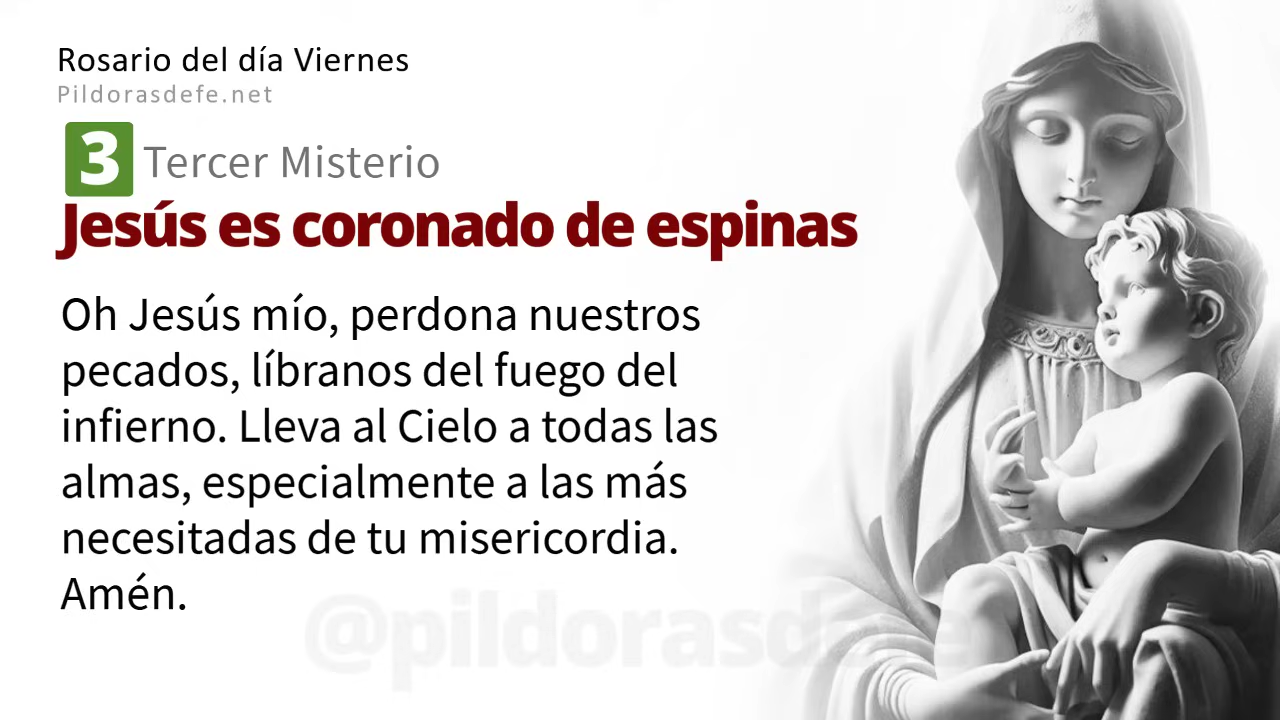 Rosario del día Viernes
Pildorasdefe.net
3 Tercer Misterio
Jesús es coronado de espinas
Oh Jesús mío, perdona nuestros
pecados, líbranos del fuego del
infierno. Lleva al Cielo a todas las
almas, especialmente a las más
necesitadas de tu misericordia.
Amén.
@pildorasdefe